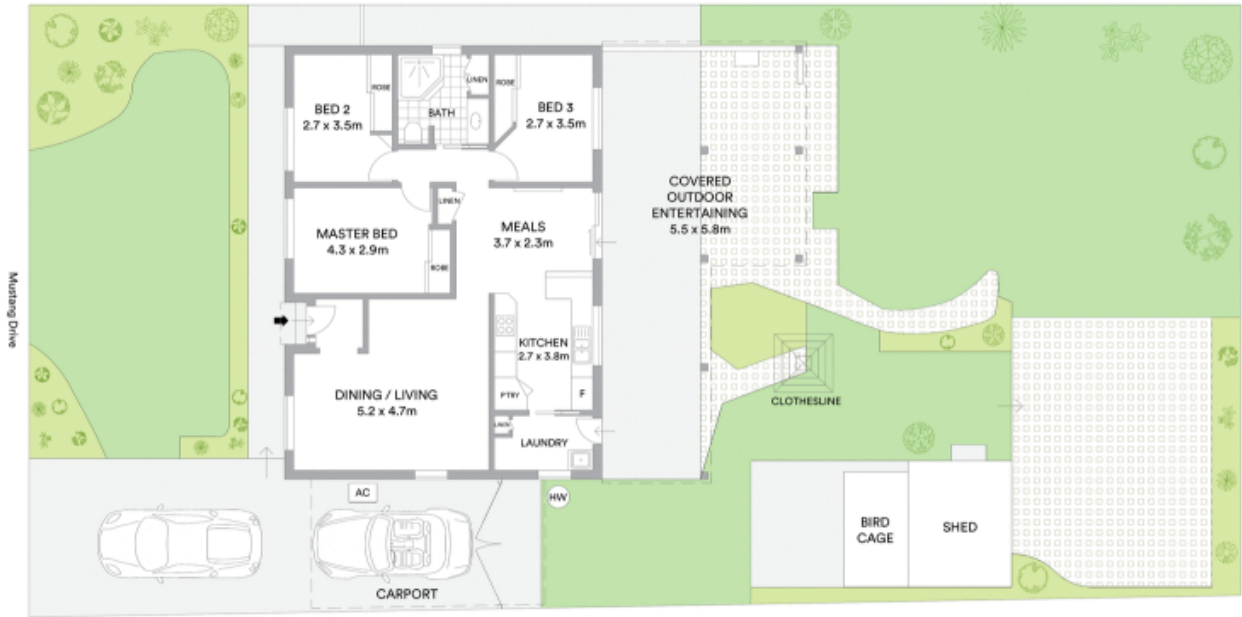 BED 2
2.7 x 3.5m
ROBE
LINEN
BATH
ROBE
BED 3
2.7 x 3.5m
MASTER BED
4.3 x 2.9m
ROBE
LINEN
MEALS
3.7 x 2.3m
COVERED
OUTDOOR
ENTERTAINING
5.5 x 5.8m
Mustang Drive
KITCHEN
2.7 x 3.8m
PTRY
F
DINING / LIVING
5.2 x 4.7m
LINEN
LAUNDRY
CLOTHESLINE
AC
HW
BIRD
CAGE
SHED
CARPORT